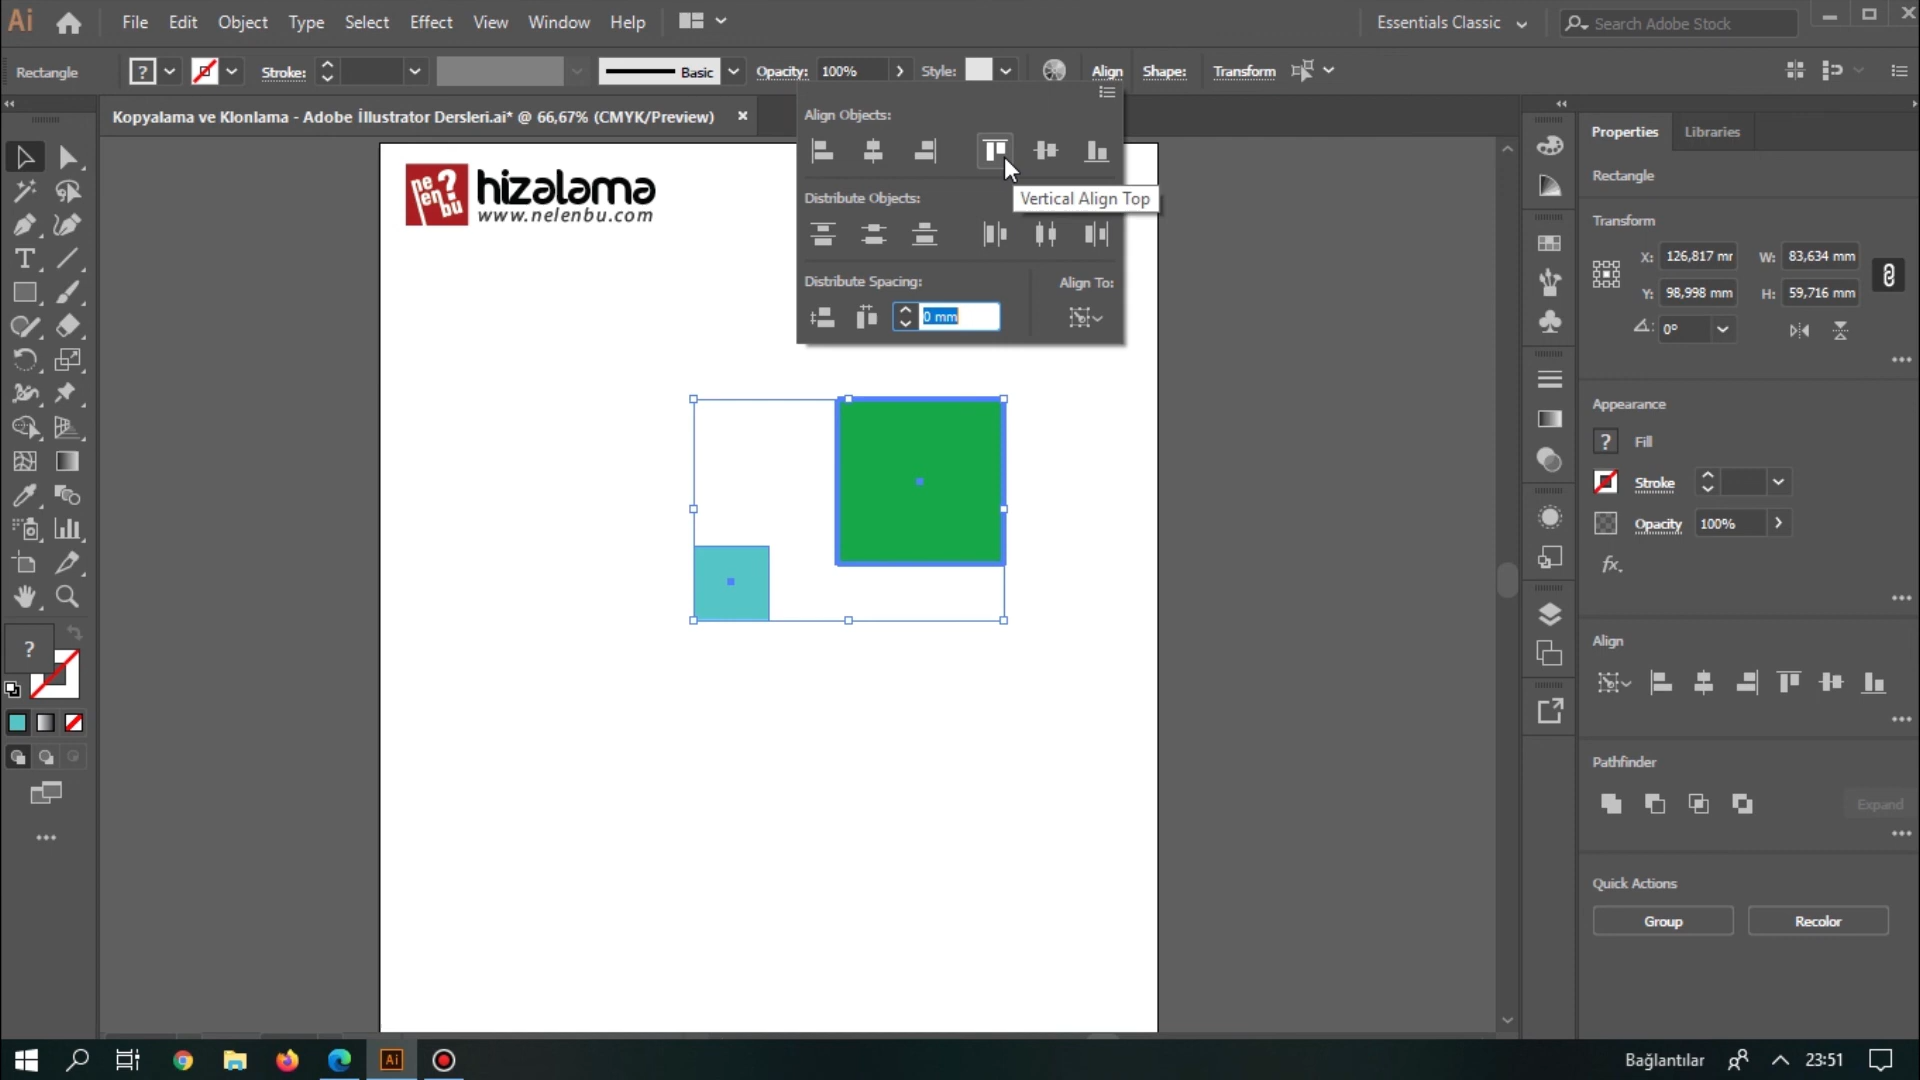 Ai File Edit Object Type Select Effect View Window Help Essentials Classic Search Adobe Stock
Rectangle ? Stroke: Basic Opacity: 100% Style: Align Shape: Transform
Kopyalama ve Klonlama - Adobe İllustrator Dersleri.ai* @ 66,67% (CMYK/Preview)
Align Objects:
Vertical Align Top
Distribute Objects:
Distribute Spacing:
Align To:
0 mm
ne len bu ?
hizalama
www.nelenbu.com
?
Properties Libraries
Rectangle
Transform
X: 126,817 mr W: 83,634 mm
Y: 98,998 mm H: 59,716 mm
0°
Appearance
? Fill
Stroke
Opacity 100%
fx.
Align
Pathfinder
Expand
Quick Actions
Group Recolor
Ai Bağlantılar 23:51